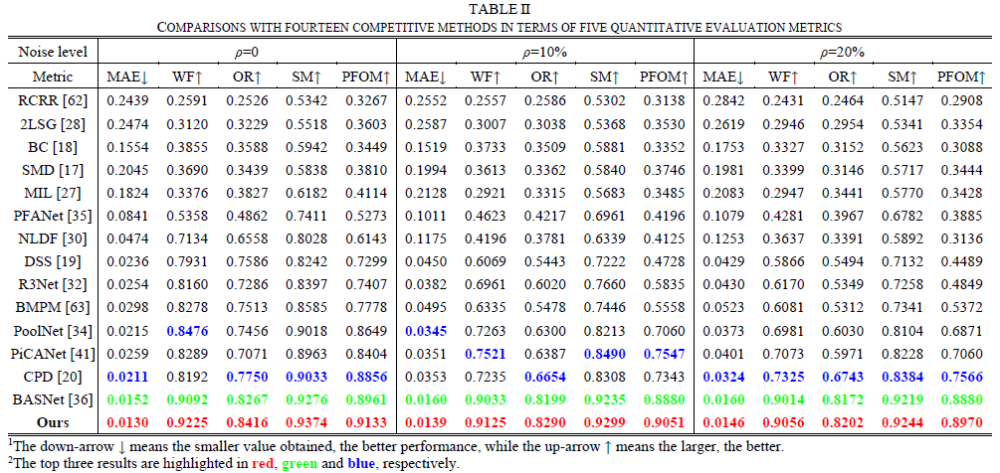 TABLE II
COMPARISONS WITH FOURTEEN COMPETITIVE METHODS IN TERMS OF FIVE QUANTITATIVE EVALUATION METRICS
Noise level ρ=0 ρ=10% ρ=20%
Metric MAE↓ WF↑ OR↑ SM↑ PFOM↑ MAE↓ WF↑ OR↑ SM↑ PFOM↑ MAE↓ WF↑ OR↑ SM↑ PFOM↑
RCRR [62] 0.2439 0.2591 0.2526 0.5342 0.3267 0.2552 0.2557 0.2586 0.5302 0.3138 0.2842 0.2431 0.2464 0.5147 0.2908
2LSG [28] 0.2474 0.3120 0.3229 0.5518 0.3603 0.2587 0.3007 0.3038 0.5368 0.3530 0.2619 0.2946 0.2954 0.5341 0.3354
BC [18] 0.1554 0.3855 0.3588 0.5942 0.3449 0.1519 0.3733 0.3509 0.5881 0.3352 0.1753 0.3327 0.3152 0.5623 0.3088
SMD [17] 0.2045 0.3690 0.3439 0.5838 0.3810 0.1994 0.3613 0.3362 0.5840 0.3746 0.1981 0.3399 0.3146 0.5717 0.3444
MIL [27] 0.1824 0.3376 0.3827 0.6182 0.4114 0.2128 0.2921 0.3315 0.5683 0.3485 0.2083 0.2947 0.3441 0.5770 0.3428
PFANet [35] 0.0841 0.5358 0.4862 0.7411 0.5273 0.1011 0.4623 0.4217 0.6961 0.4196 0.1079 0.4281 0.3967 0.6782 0.3885
NLDF [30] 0.0474 0.7134 0.6558 0.8028 0.6143 0.1175 0.4196 0.3781 0.6339 0.4125 0.1253 0.3637 0.3391 0.5892 0.3136
DSS [19] 0.0236 0.7931 0.7586 0.8242 0.7299 0.0450 0.6069 0.5443 0.7222 0.4728 0.0429 0.5866 0.5494 0.7132 0.4489
R3Net [32] 0.0254 0.8160 0.7286 0.8397 0.7407 0.0382 0.6961 0.6020 0.7660 0.5835 0.0430 0.6170 0.5349 0.7258 0.4849
BMPM [63] 0.0298 0.8278 0.7513 0.8585 0.7778 0.0495 0.6335 0.5478 0.7446 0.5558 0.0523 0.6081 0.5312 0.7341 0.5372
PoolNet [34] 0.0215 0.8476 0.7456 0.9018 0.8649 0.0345 0.7263 0.6300 0.8213 0.7060 0.0373 0.6981 0.6030 0.8104 0.6871
PiCANet [41] 0.0259 0.8289 0.7071 0.8963 0.8404 0.0351 0.7521 0.6387 0.8490 0.7547 0.0401 0.7073 0.5971 0.8228 0.7060
CPD [20] 0.0211 0.8192 0.7750 0.9033 0.8856 0.0353 0.7235 0.6654 0.8308 0.7343 0.0324 0.7325 0.6743 0.8384 0.7566
BASNet [36] 0.0152 0.9092 0.8267 0.9276 0.8961 0.0160 0.9033 0.8199 0.9235 0.8880 0.0160 0.9014 0.8172 0.9219 0.8880
Ours 0.0130 0.9225 0.8416 0.9374 0.9133 0.0139 0.9125 0.8290 0.9299 0.9051 0.0146 0.9056 0.8202 0.9244 0.8970
1The down-arrow ↓ means the smaller value obtained, the better performance, while the up-arrow ↑ means the larger, the better.
2The top three results are highlighted in red, green and blue, respectively.